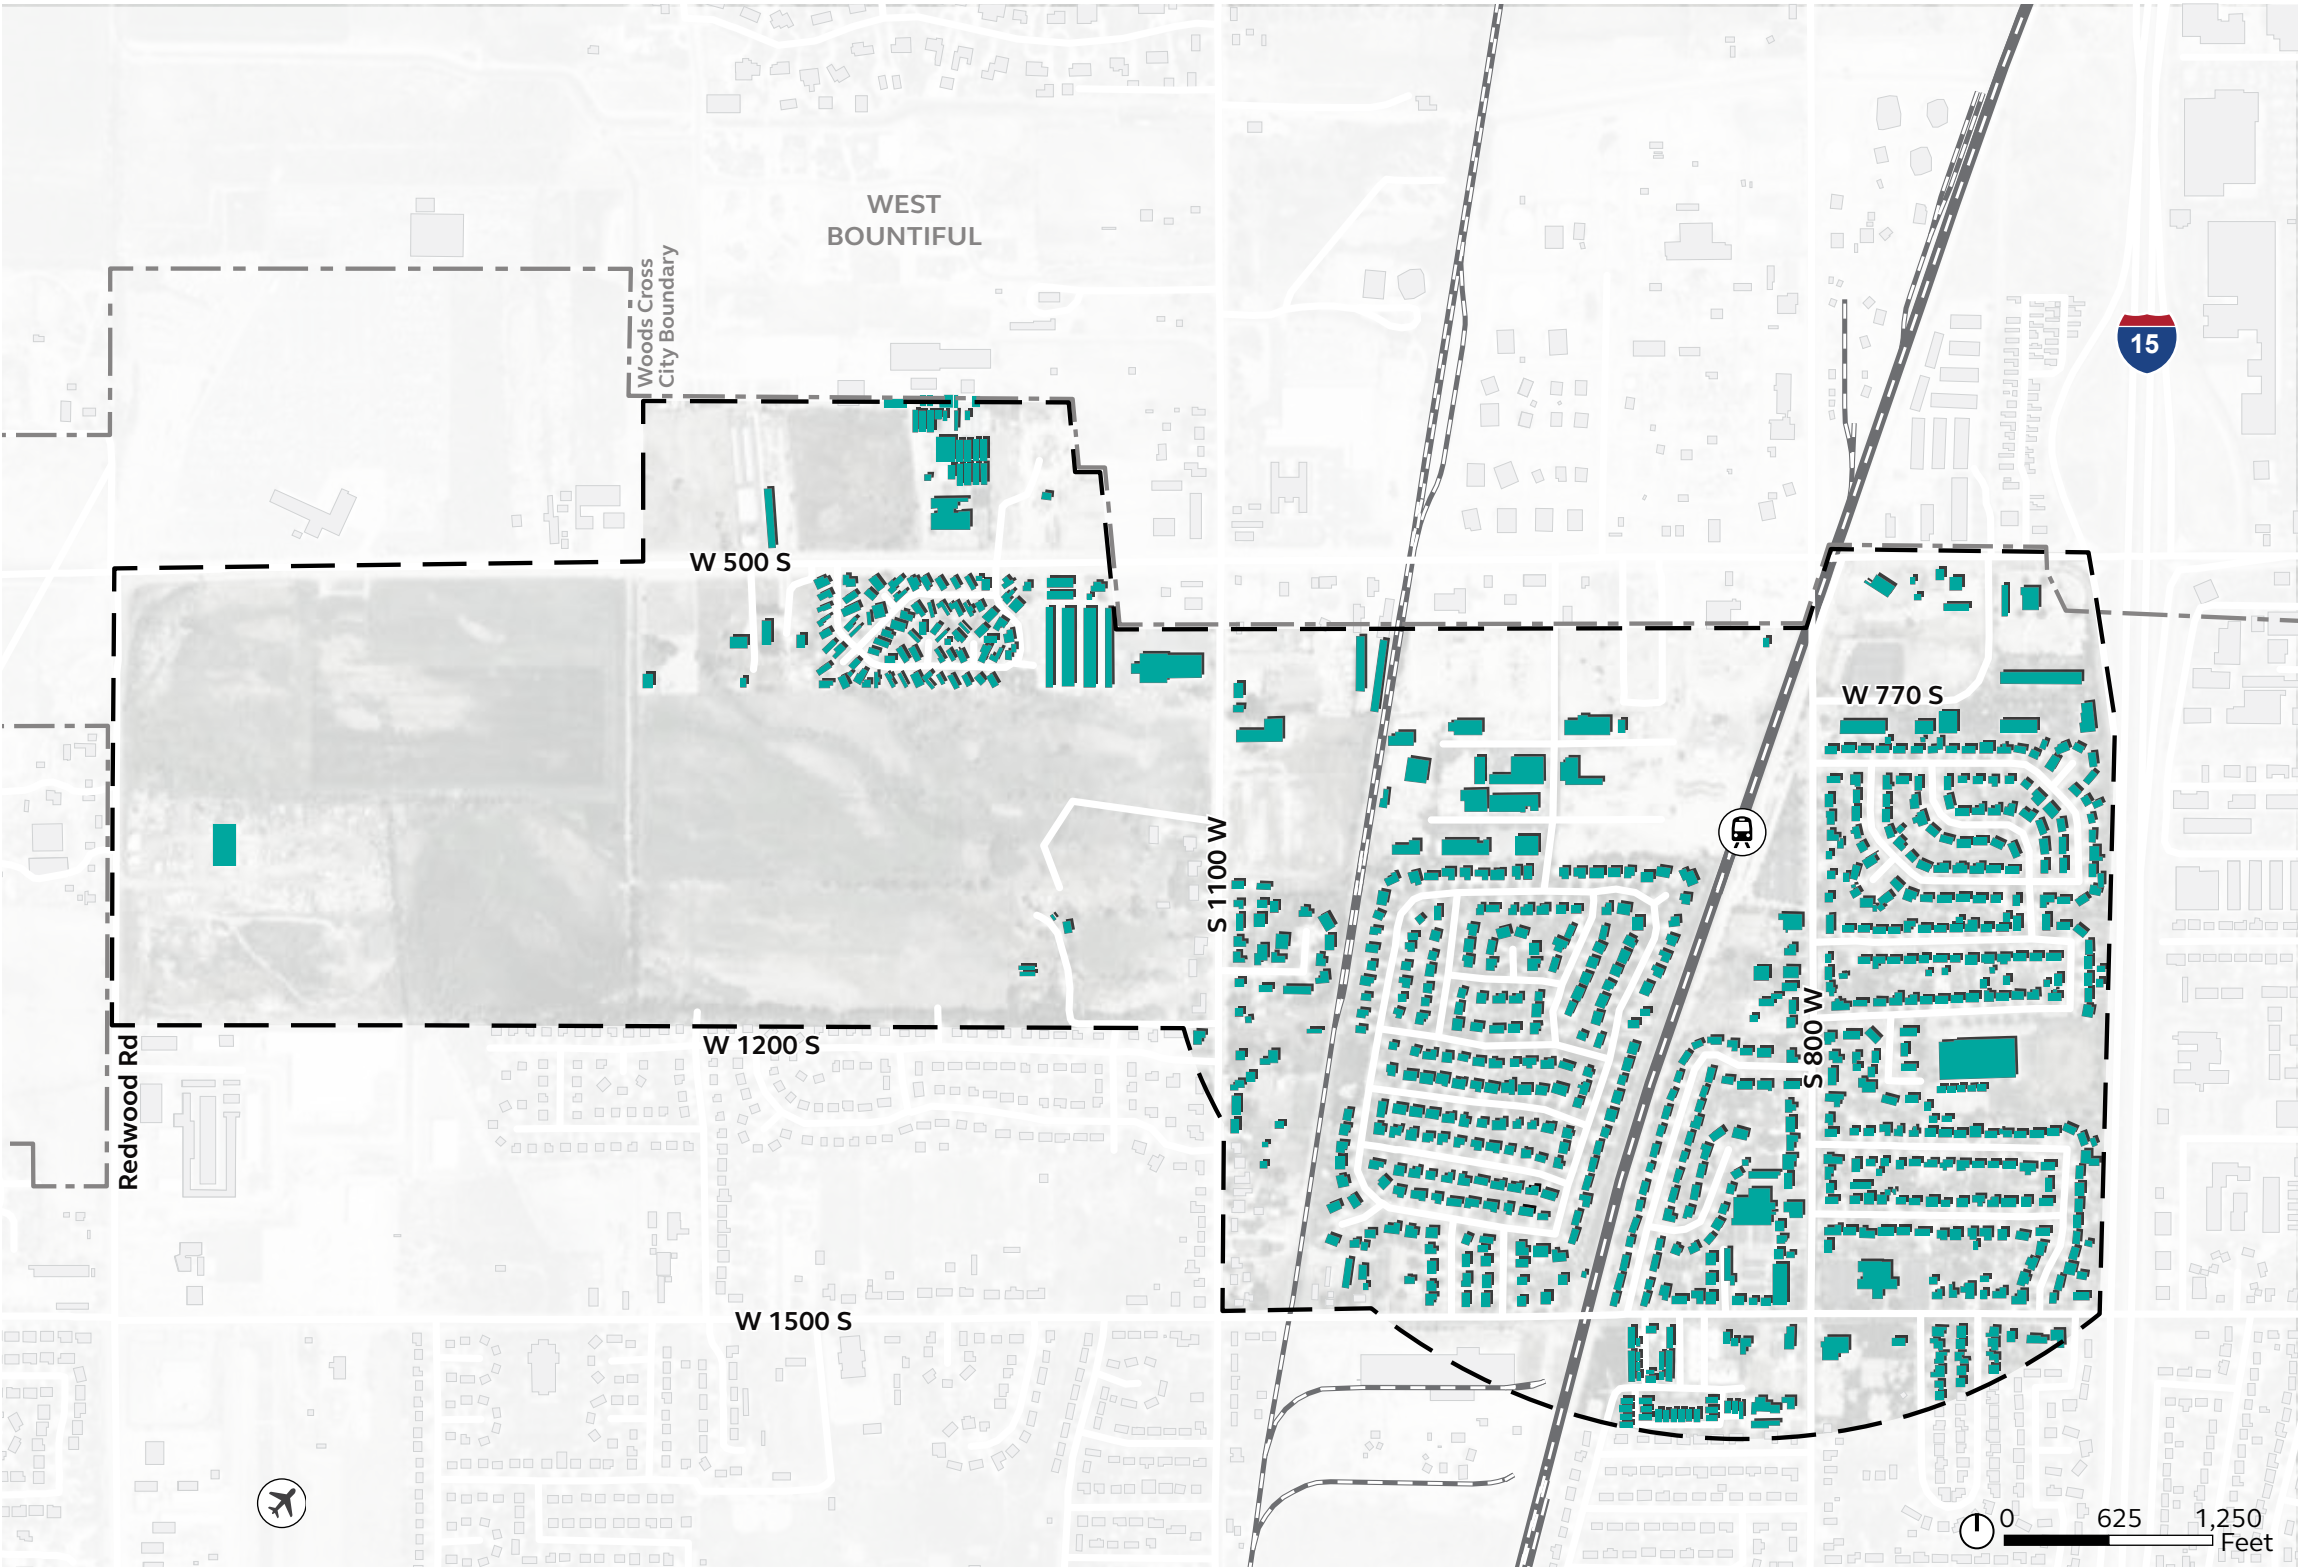 WEST
BOUNTIFUL
Woods Cross
City Boundary
15
W 500 S
W 770 S
S 1100 W
S 800 W
W 1200 S
Redwood Rd
W 1500 S
0 625 1,250
Feet